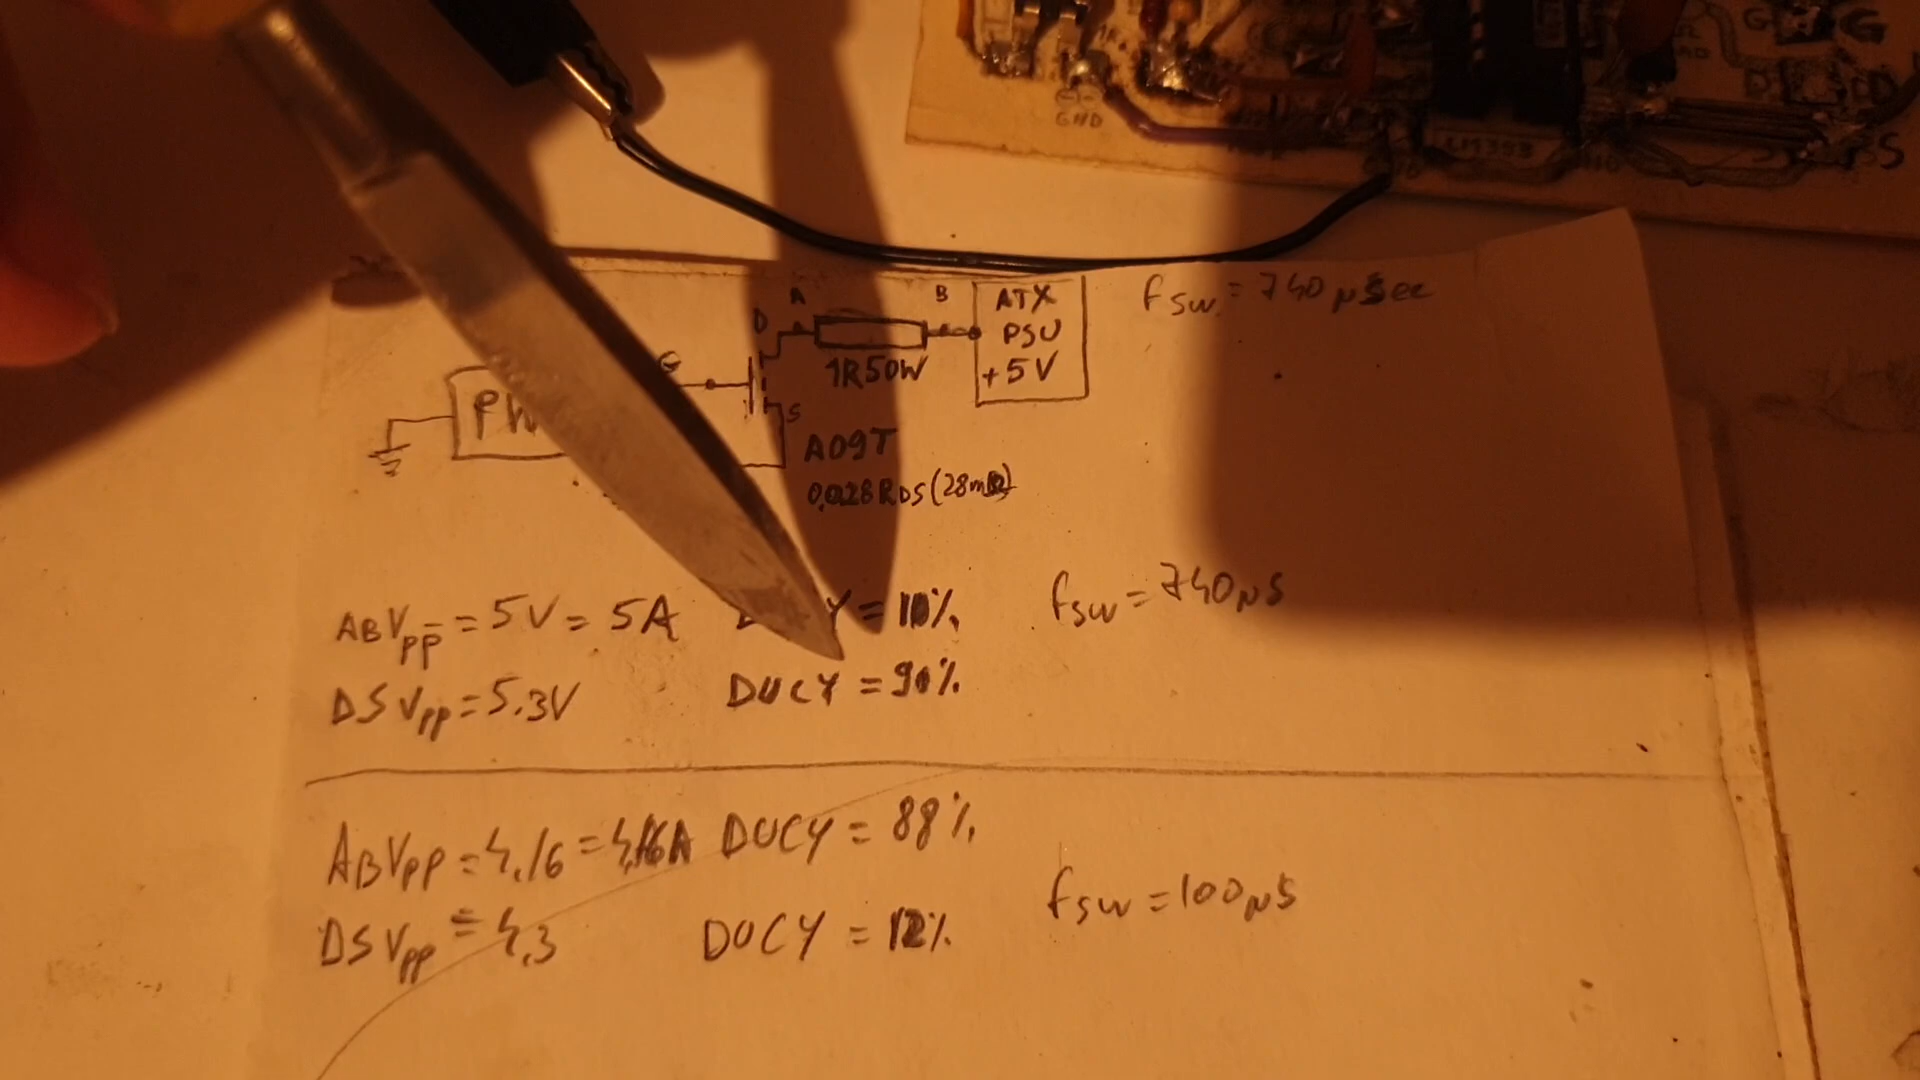 GND
G
LM393
S
A
B
ATX
PSU
+5V
fsw = 740 µsec
D
G
1R50W
S
A09T
0.028 RDS (28mΩ)
ABVpp = 5V = 5A = 10% fsw = 740µS
DSVpp = 5.3V DUCY = 90%
ABVpp = 4.16 = 4.16A DUCY = 88%
fsw = 100µS
DSVpp = 4.3 DUCY = 12%